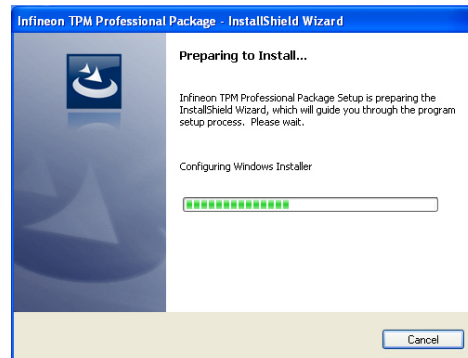 Infineon TPM Professional Package - InstallShield Wizard
Preparing to Install...
Infineon TPM Professional Package Setup is preparing the
InstallShield Wizard, which will guide you through the program
setup process. Please wait.
Configuring Windows Installer
Cancel